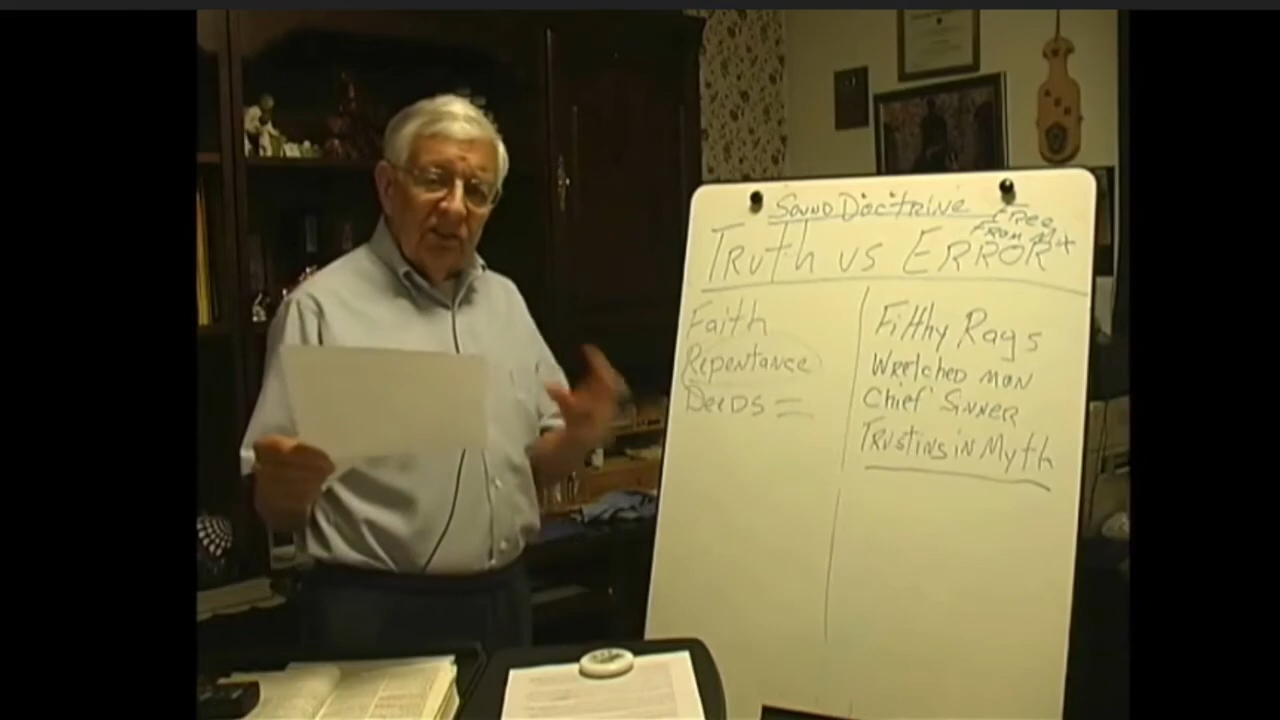 Sound Doctrine
Free
From
Truth vs Error
Faith
Repentance
Deeds =
Filthy Rags
Wretched man
Chief Sinner
Trusting in Myth